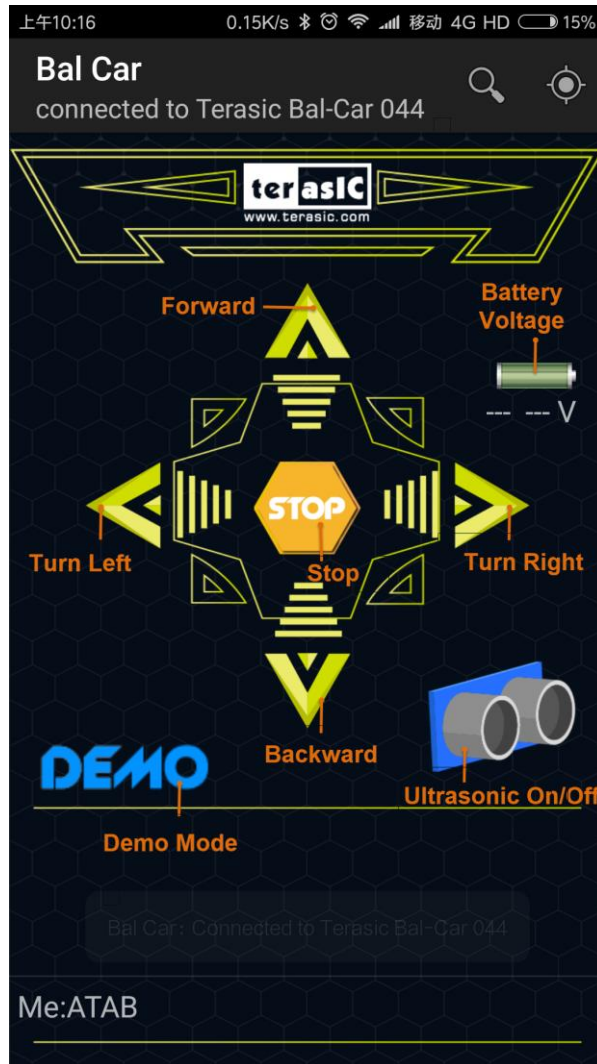 上午10:16 0.15K/s 移动 4G HD 15%
Bal Car
connected to Terasic Bal-Car 044
terasIC
www.terasic.com
Forward
Battery
Voltage
--- --- V
STOP
Turn Left
Stop
Turn Right
Backward
DEMO
Ultrasonic On/Off
Demo Mode
Bal Car: Connected to Terasic Bal-Car 044
Me:ATAB